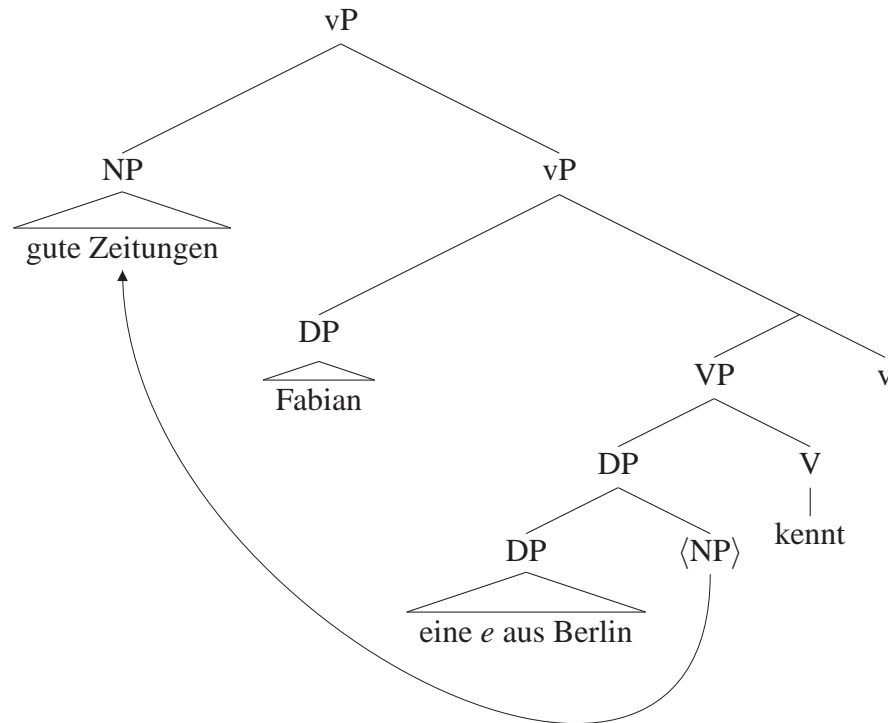 vP
NP vP
gute Zeitungen
DP
Fabian
VP v
DP V
kennt
DP ⟨NP⟩
eine e aus Berlin